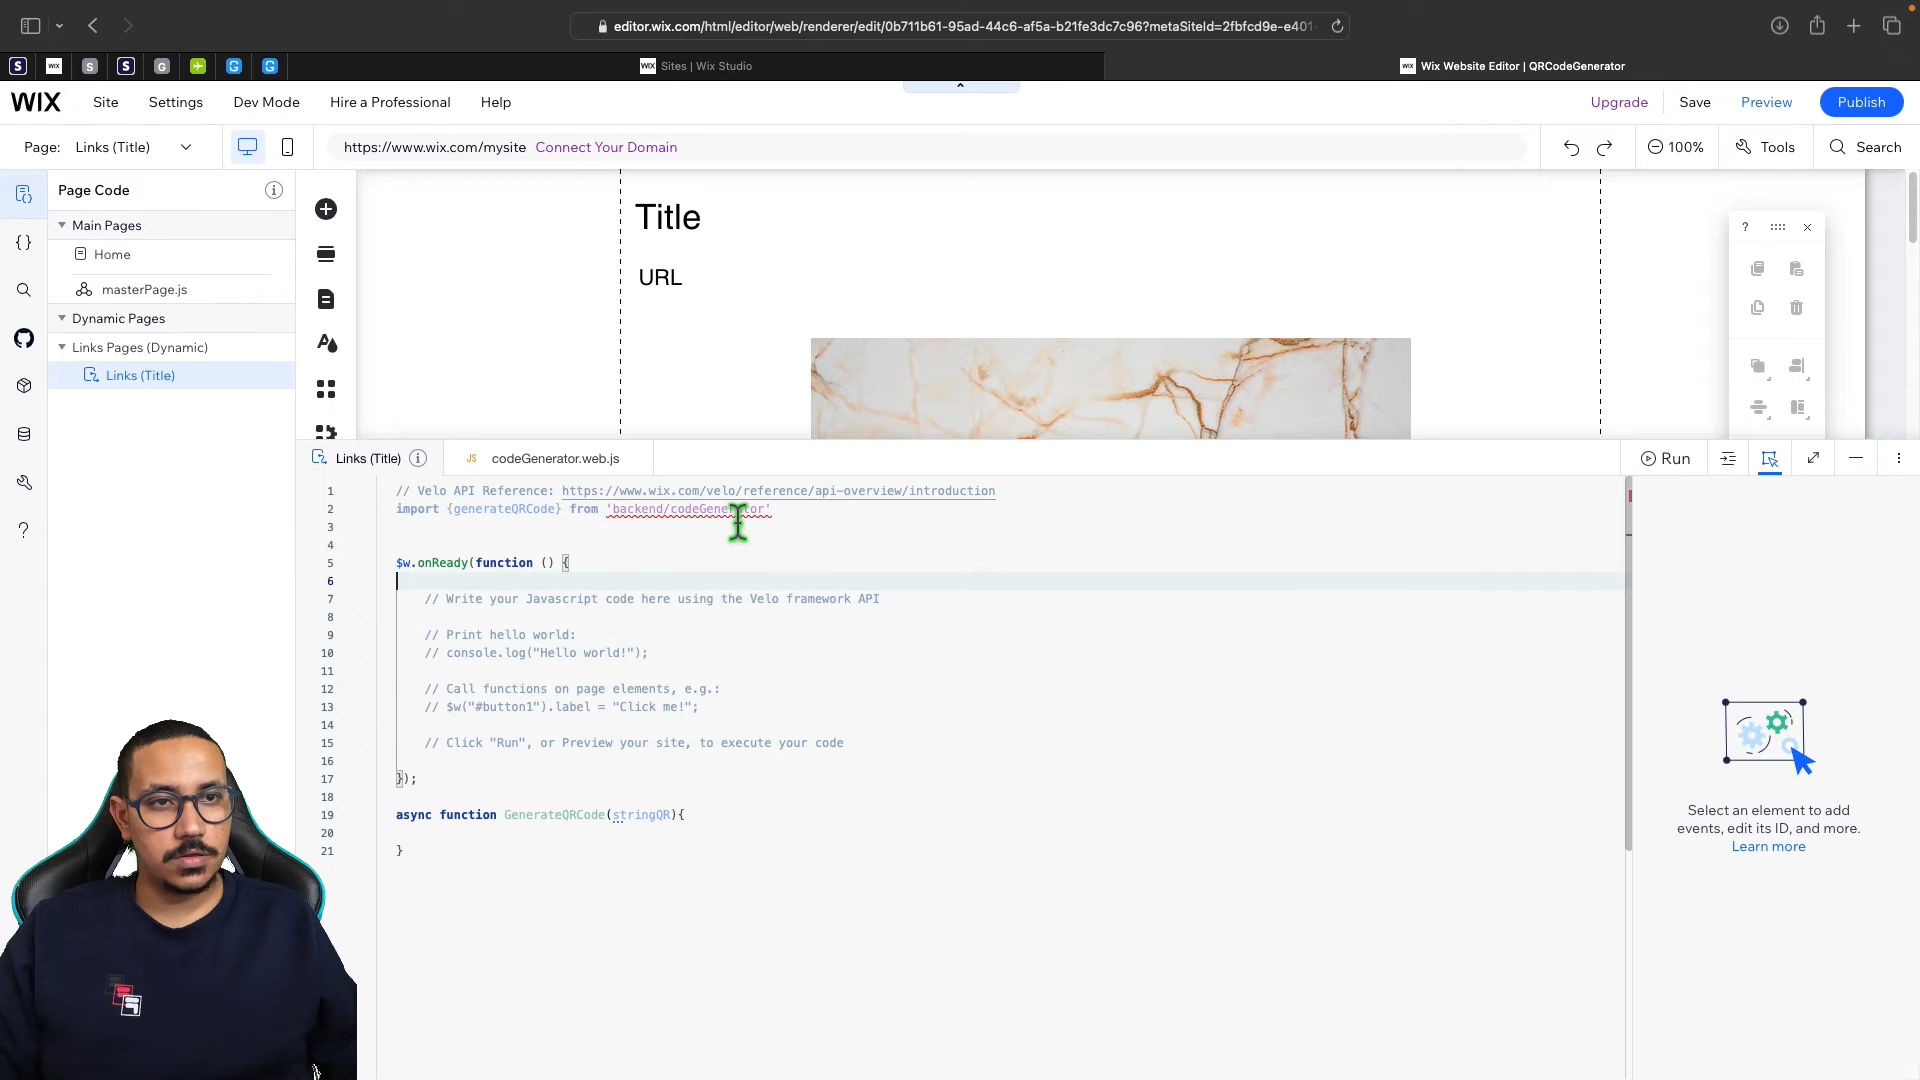 editor.wix.com/html/editor/web/renderer/edit/0b711b61-95ad-44c6-af5a-b21fe3dc7c96?metaSiteId=2fbfcd9e-e401-
S WIX S S G G G
WIX Sites | Wix Studio
WIX Wix Website Editor | QRCodeGenerator
WIX Site Settings Dev Mode Hire a Professional Help Upgrade Save Preview Publish
Page: Links (Title) https://www.wix.com/mysite Connect Your Domain 100% Tools Search
Page Code
Main Pages
Home
masterPage.js
Dynamic Pages
Links Pages (Dynamic)
Links (Title)
Title
URL
Links (Title) JS codeGenerator.web.js Run
1 // Velo API Reference: https://www.wix.com/velo/reference/api-overview/introduction
2 import {generateQRCode} from 'backend/codeGenerator'
3
4
5 $w.onReady(function () {
6
7 // Write your Javascript code here using the Velo framework API
8
9 // Print hello world:
10 // console.log("Hello world!");
11
12 // Call functions on page elements, e.g.:
13 // $w("#button1").label = "Click me!";
14
15 // Click "Run", or Preview your site, to execute your code
16
17 });
18
19 async function GenerateQRCode(stringQR){
20
21 }
Select an element to add
events, edit its ID, and more.
Learn more